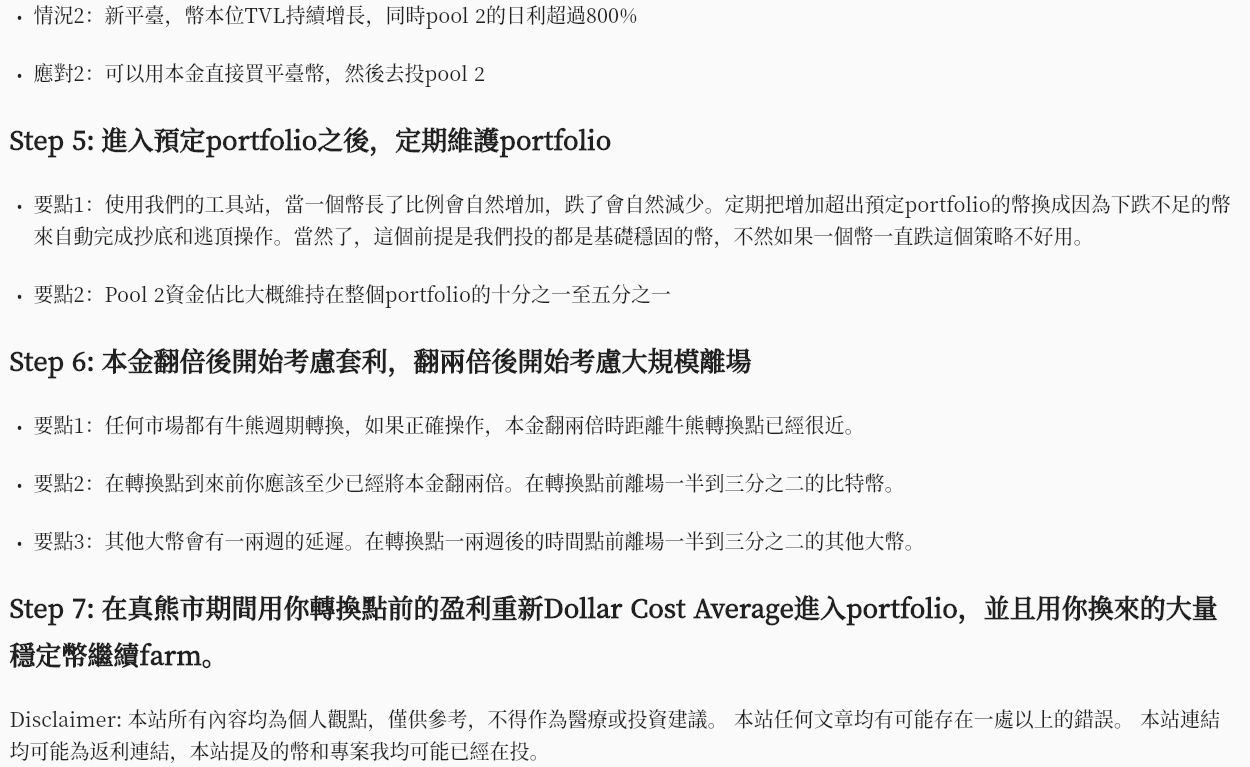 • 情況2：新平臺，幣本位TVL持續增長，同時pool 2的日利超過800%
• 應對2：可以用本金直接買平臺幣，然後去投pool 2
Step 5: 進入預定portfolio之後，定期維護portfolio
• 要點1：使用我們的工具站，當一個幣長了比例會自然增加，跌了會自然減少。定期把增加超出預定portfolio的幣換成因為下跌不足的幣
來自動完成抄底和逃頂操作。當然了，這個前提是我們投的都是基礎穩固的幣，不然如果一個幣一直跌這個策略不好用。
• 要點2：Pool 2資金佔比大概維持在整個portfolio的十分之一至五分之一
Step 6: 本金翻倍後開始考慮套利，翻兩倍後開始考慮大規模離場
• 要點1：任何市場都有牛熊週期轉換，如果正確操作，本金翻兩倍時距離牛熊轉換點已經很近。
• 要點2：在轉換點到來前你應該至少已經將本金翻兩倍。在轉換點前離場一半到三分之二的比特幣。
• 要點3：其他大幣會有一兩週的延遲。在轉換點一兩週後的時間點前離場一半到三分之二的其他大幣。
Step 7: 在真熊市期間用你轉換點前的盈利重新Dollar Cost Average進入portfolio，並且用你換來的大量
穩定幣繼續farm。
Disclaimer: 本站所有內容均為個人觀點，僅供參考，不得作為醫療或投資建議。 本站任何文章均有可能存在一處以上的錯誤。 本站連結
均可能為返利連結，本站提及的幣和專案我均可能已經在投。